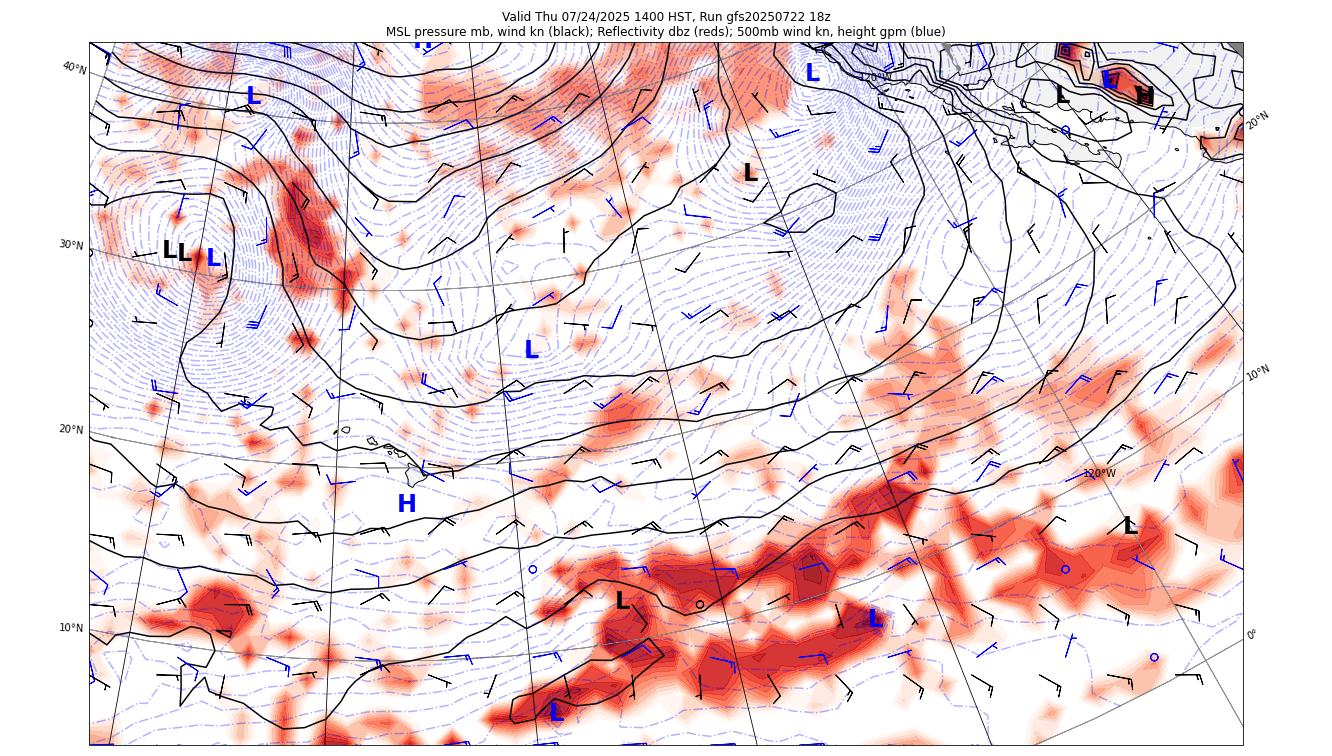 Valid Thu 07/24/2025 1400 HST, Run gfs20250722 18z
MSL pressure mb, wind kn (black); Reflectivity dbz (reds); 500mb wind kn, height gpm (blue)
H
40°N
L
L
120°W
L
L
H
20°N
L
30°N
L
L
L
L
10°N
20°N
120°W
H
L
L
L
10°N
0°
L